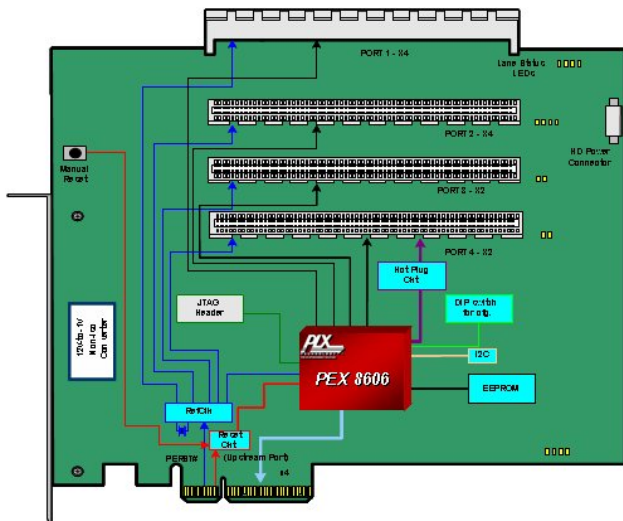 PORT 1 - X4
Lane Status
LEDs
PORT 2 - X4
HD Power
Connector
Manual
Reset
PORT 3 - X2
PORT 4 - X2
Hot Plug
Ckt
JTAG
Header
DIP switch
for cfg.
Converter
PLX
I2C
PEX 8606
EEPROM
RefClk
Reset
Ckt
PERST#
(Upstream Port)
x4